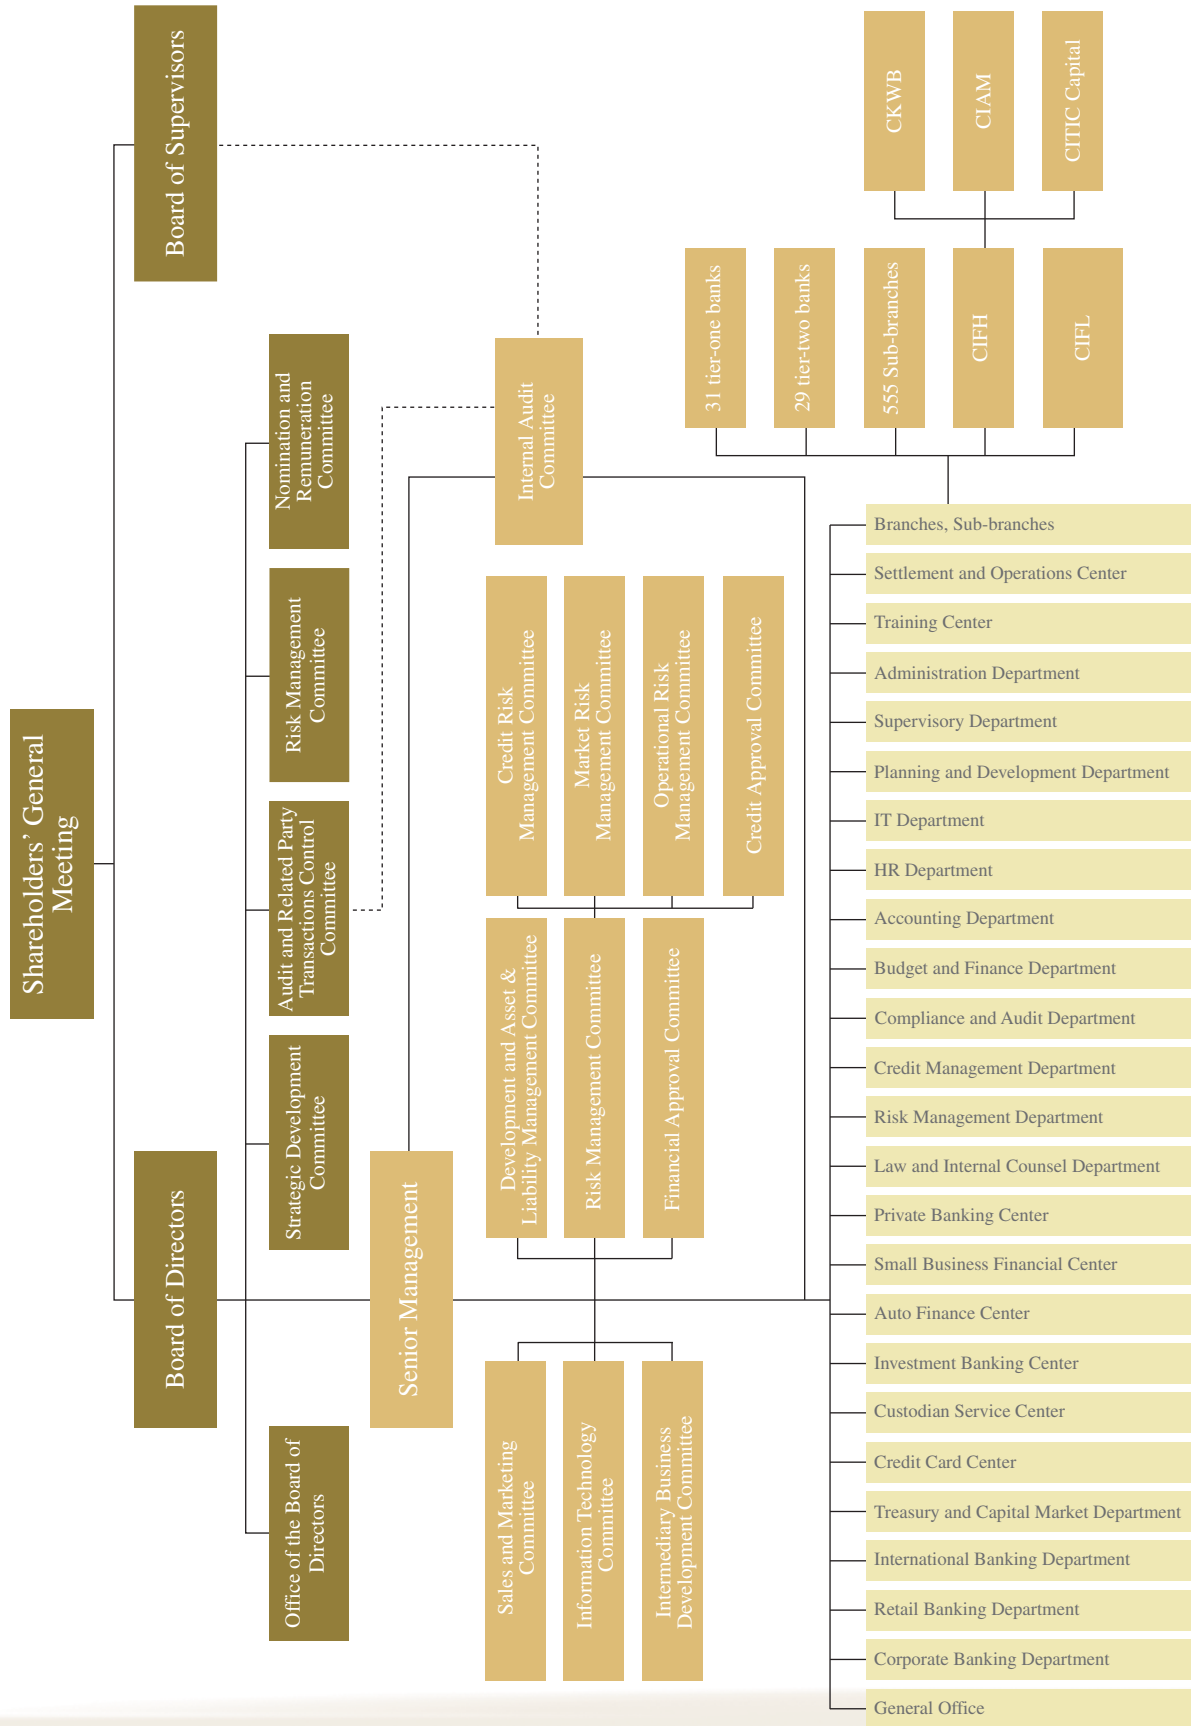 Shareholders’ General
Meeting
Board of Directors
Board of Supervisors
Office of the Board of
Directors
Strategic Development
Committee
Audit and Related Party
Transactions Control
Committee
Risk Management
Committee
Nomination and
Remuneration
Committee
Senior Management
Internal Audit
Committee
Sales and Marketing
Committee
Information Technology
Committee
Intermediary Business
Development Committee
Development and Asset &
Liability Management Committee
Risk Management Committee
Financial Approval Committee
Credit Risk
Management Committee
Market Risk
Management Committee
Operational Risk
Management Committee
Credit Approval Committee
31 tier-one banks
29 tier-two banks
555 Sub-branches
CIFH
CIFL
CKWB
CIAM
CITIC Capital
Branches, Sub-branches
Settlement and Operations Center
Training Center
Administration Department
Supervisory Department
Planning and Development Department
IT Department
HR Department
Accounting Department
Budget and Finance Department
Compliance and Audit Department
Credit Management Department
Risk Management Department
Law and Internal Counsel Department
Private Banking Center
Small Business Financial Center
Auto Finance Center
Investment Banking Center
Custodian Service Center
Credit Card Center
Treasury and Capital Market Department
International Banking Department
Retail Banking Department
Corporate Banking Department
General Office